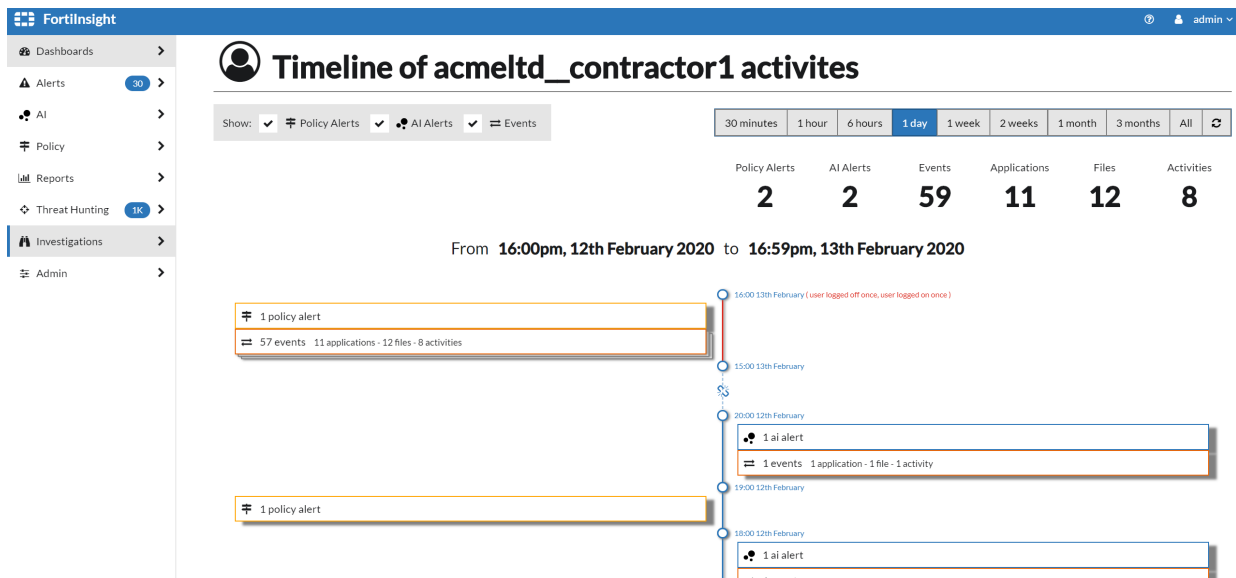 FortiInsight
admin
Dashboards
Alerts 30
AI
Policy
Reports
Threat Hunting 1K
Investigations
Admin
Timeline of acmeltd__contractor1 activites
Show: Policy Alerts AI Alerts Events
30 minutes 1 hour 6 hours 1 day 1 week 2 weeks 1 month 3 months All
Policy Alerts AI Alerts Events Applications Files Activities
2 2 59 11 12 8
From 16:00pm, 12th February 2020 to 16:59pm, 13th February 2020
16:00 13th February ( user logged off once, user logged on once )
1 policy alert
57 events 11 applications - 12 files - 8 activities
15:00 13th February
20:00 12th February
1 ai alert
1 events 1 application - 1 file - 1 activity
19:00 12th February
1 policy alert
18:00 12th February
1 ai alert